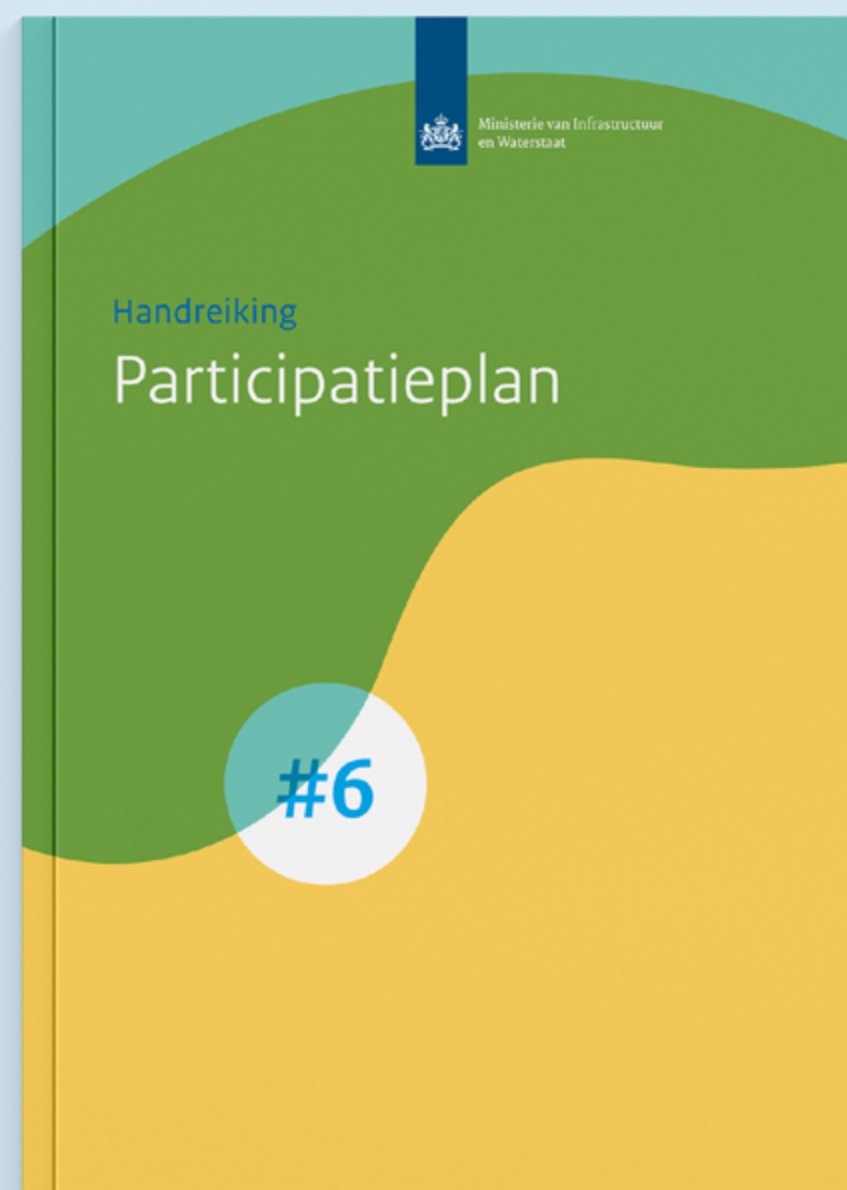 Ministerie van Infrastructuur
en Waterstaat
Handreiking
Participatieplan
#6